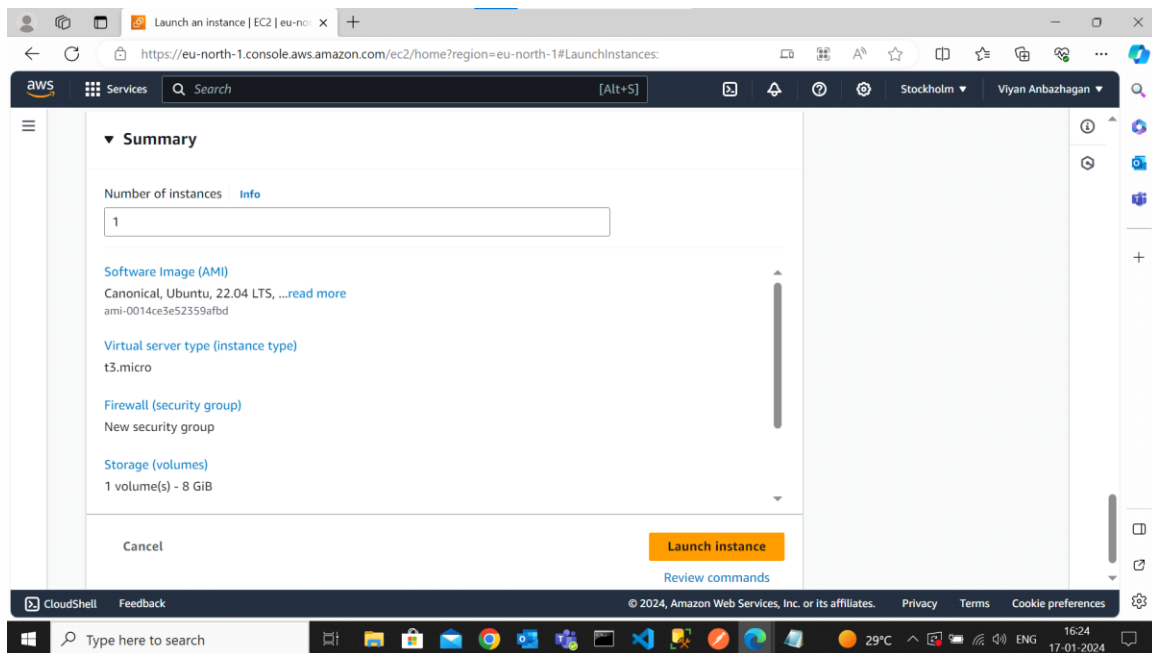 Launch an instance | EC2 | eu-no
https://eu-north-1.console.aws.amazon.com/ec2/home?region=eu-north-1#LaunchInstances:
aws
Services
Search
[Alt+S]
Stockholm
Viyan Anbazhagan
Summary
Number of instances
Info
1
Software Image (AMI)
Canonical, Ubuntu, 22.04 LTS, ...read more
ami-0014ce3e52359afbd
Virtual server type (instance type)
t3.micro
Firewall (security group)
New security group
Storage (volumes)
1 volume(s) - 8 GiB
Cancel
Launch instance
Review commands
CloudShell
Feedback
© 2024, Amazon Web Services, Inc. or its affiliates.
Privacy
Terms
Cookie preferences
Type here to search
29°C
ENG
16:24
17-01-2024